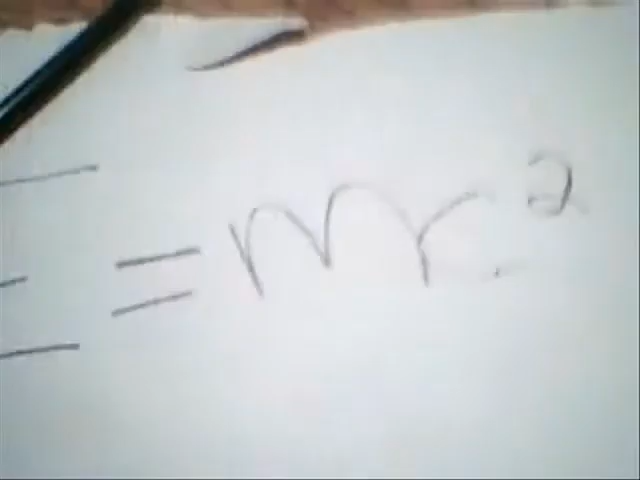 E = mc²